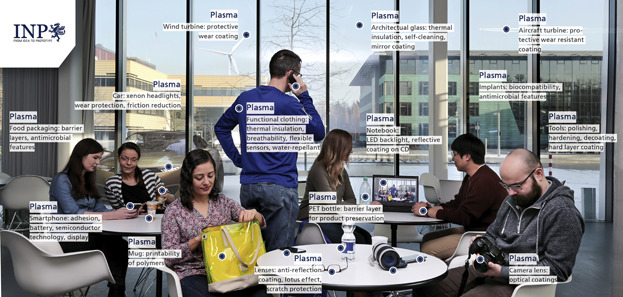 INP
FROM IDEA TO PROTOTYPE
Plasma
Wind turbine: protective
wear coating
Plasma
Architectual glass: thermal
insulation, self-cleaning,
mirror coating
Plasma
Aircraft turbine: pro-
tective wear resistant
coating
Plasma
Car: xenon headlights,
wear protection, friction reduction
Plasma
Implants: biocompatibility,
antimicrobial features
Plasma
Food packaging: barrier
layers, antimicrobial
features
Plasma
Functional clothing:
thermal insulation,
breathability, flexible
sensors, water-repellant
Plasma
Notebook:
LED backlight, reflective
coating on CD
Plasma
Tools: polishing,
hardening, decoating,
hard layer coating
Plasma
Smartphone: adhesion,
battery, semiconductor
technology, display
Plasma
PET bottle: barrier layer
for product preservation
Plasma
Mug: printability
of polymers
Plasma
Lenses: anti-reflection
coating, lotus effect,
scratch protection
Plasma
Camera lens:
optical coatings